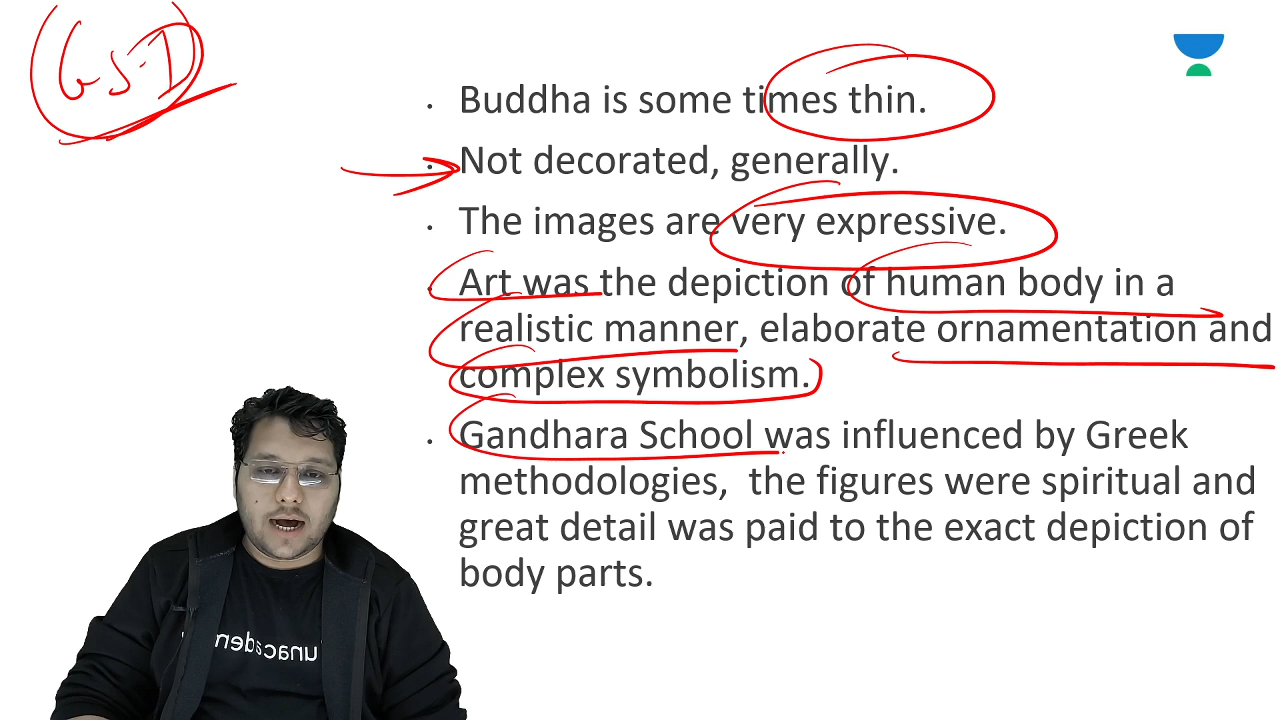 GS-I
• Buddha is some times thin.
• Not decorated, generally.
• The images are very expressive.
• Art was the depiction of human body in a
realistic manner, elaborate ornamentation and
complex symbolism.
• Gandhara School was influenced by Greek
methodologies,  the figures were spiritual and
great detail was paid to the exact depiction of
body parts.
unacadem